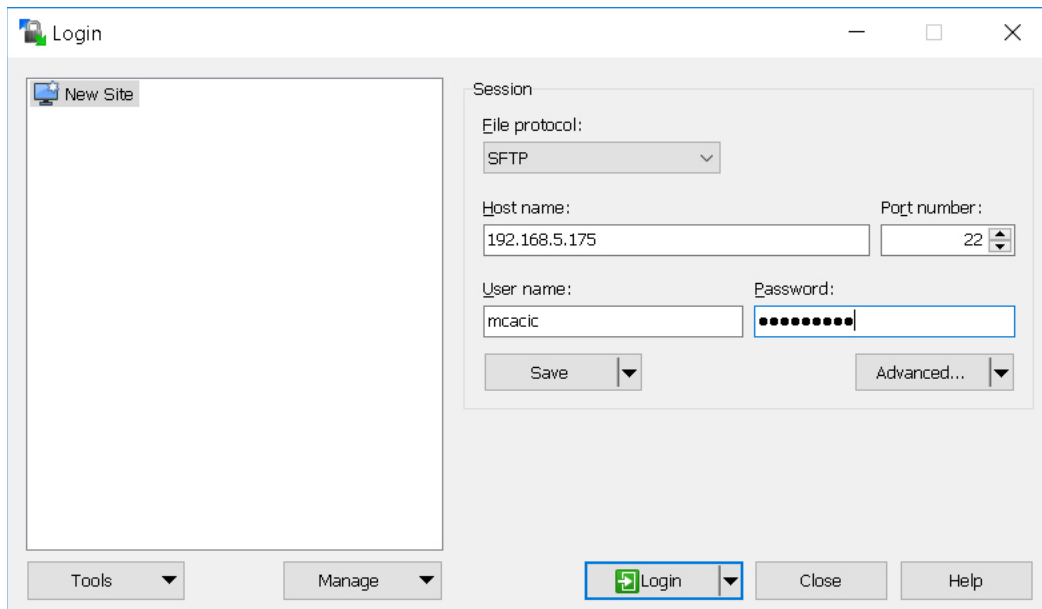 Login
New Site
Session
File protocol:
SFTP
Host name:
Port number:
192.168.5.175
22
User name:
Password:
mcacic
●●●●●●●●●
Save
Advanced...
Tools
Manage
Login
Close
Help